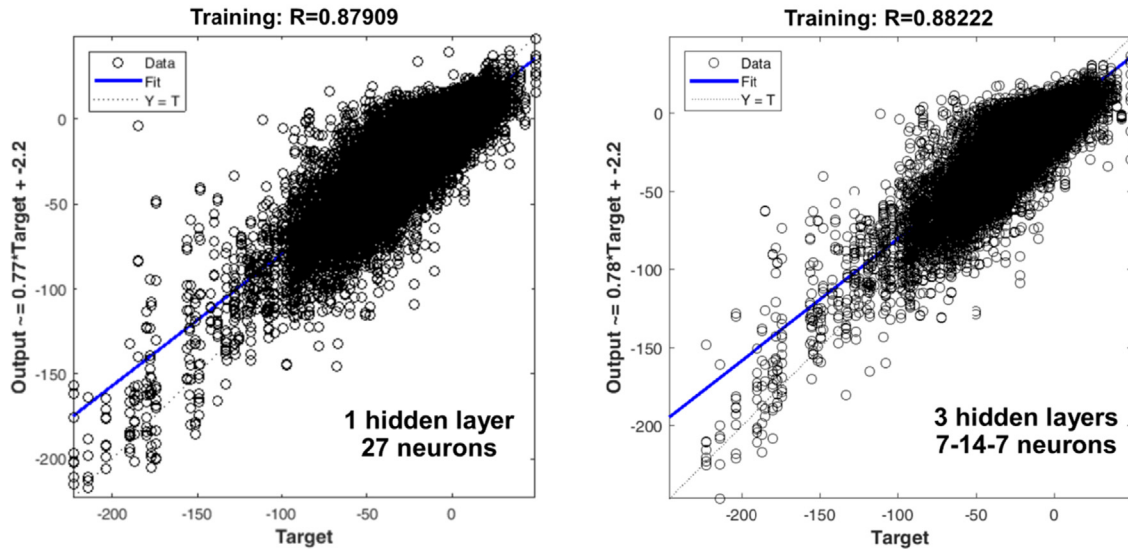 Training: R=0.87909
Data
Fit
Y = T
0
-50
-100
-150
-200
-200
-150
-100
-50
0
Output ~= 0.77*Target + -2.2
Target
1 hidden layer
27 neurons
Training: R=0.88222
Data
Fit
Y = T
0
-50
-100
-150
-200
-200
-150
-100
-50
0
Output ~= 0.78*Target + -2.2
Target
3 hidden layers
7-14-7 neurons